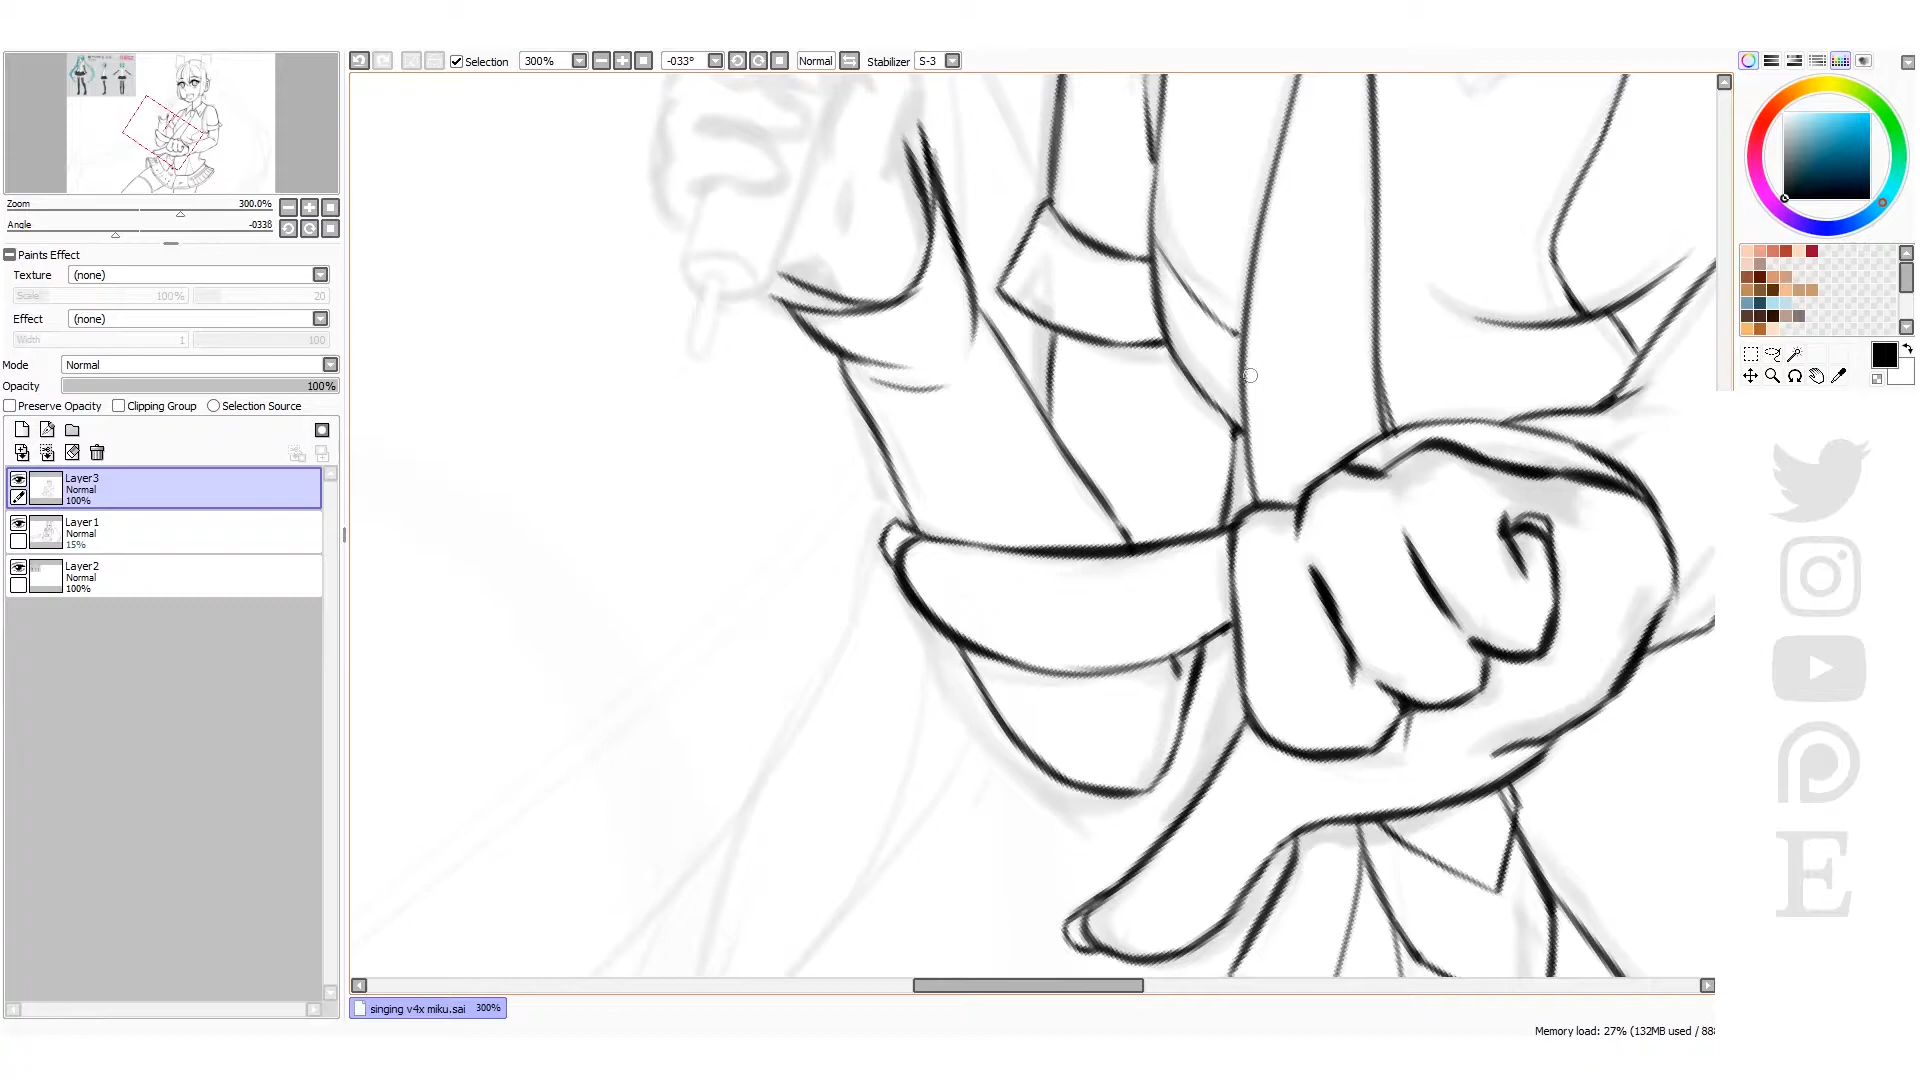 Selection 300% -033° Normal Stabilizer S-3
Zoom 300.0%
Angle -033ß
Paints Effect
Texture (none)
Scale 100% 20
Effect (none)
Width 1 100
Mode Normal
Opacity 100%
Preserve Opacity Clipping Group Selection Source
Layer3
Normal
100%
Layer1
Normal
15%
Layer2
Normal
100%
singing v4x miku.sai 300%
Memory load: 27% (132MB used / 88
E